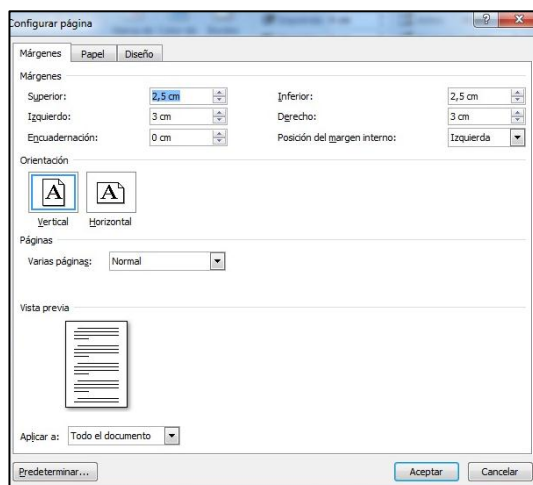 Configurar página
Márgenes Papel Diseño
Márgenes
Superior: 2,5 cm Inferior: 2,5 cm
Izquierdo: 3 cm Derecho: 3 cm
Encuadernación: 0 cm Posición del margen interno: Izquierda
Orientación
A A
Vertical Horizontal
Páginas
Varias páginas: Normal
Vista previa
Aplicar a: Todo el documento
Predeterminar... Aceptar Cancelar